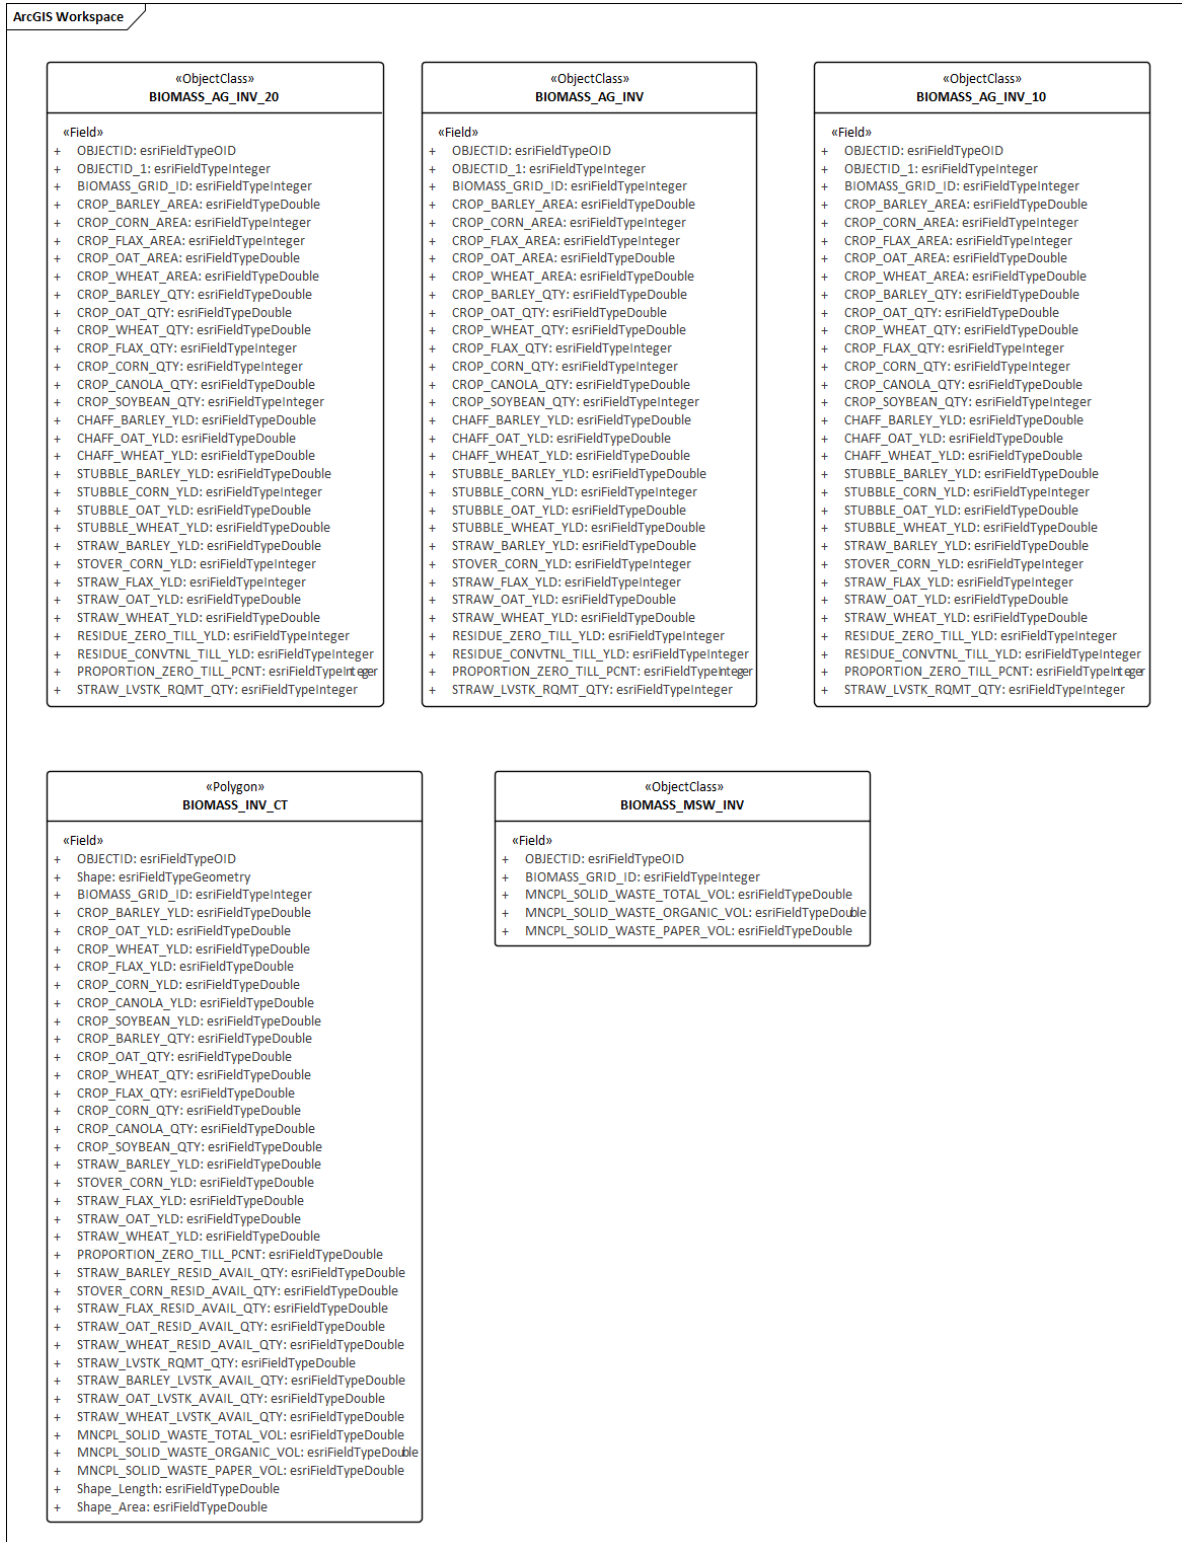 ArcGIS Workspace
«ObjectClass»
BIOMASS_AG_INV_20
«Field»
+ OBJECTID: esriFieldTypeOID
+ OBJECTID_1: esriFieldTypeInteger
+ BIOMASS_GRID_ID: esriFieldTypeInteger
+ CROP_BARLEY_AREA: esriFieldTypeDouble
+ CROP_CORN_AREA: esriFieldTypeInteger
+ CROP_FLAX_AREA: esriFieldTypeInteger
+ CROP_OAT_AREA: esriFieldTypeDouble
+ CROP_WHEAT_AREA: esriFieldTypeDouble
+ CROP_BARLEY_QTY: esriFieldTypeDouble
+ CROP_OAT_QTY: esriFieldTypeDouble
+ CROP_WHEAT_QTY: esriFieldTypeDouble
+ CROP_FLAX_QTY: esriFieldTypeInteger
+ CROP_CORN_QTY: esriFieldTypeInteger
+ CROP_CANOLA_QTY: esriFieldTypeDouble
+ CROP_SOYBEAN_QTY: esriFieldTypeInteger
+ CHAFF_BARLEY_YLD: esriFieldTypeDouble
+ CHAFF_OAT_YLD: esriFieldTypeDouble
+ CHAFF_WHEAT_YLD: esriFieldTypeDouble
+ STUBBLE_BARLEY_YLD: esriFieldTypeDouble
+ STUBBLE_CORN_YLD: esriFieldTypeInteger
+ STUBBLE_OAT_YLD: esriFieldTypeDouble
+ STUBBLE_WHEAT_YLD: esriFieldTypeDouble
+ STRAW_BARLEY_YLD: esriFieldTypeDouble
+ STOVER_CORN_YLD: esriFieldTypeInteger
+ STRAW_FLAX_YLD: esriFieldTypeInteger
+ STRAW_OAT_YLD: esriFieldTypeDouble
+ STRAW_WHEAT_YLD: esriFieldTypeDouble
+ RESIDUE_ZERO_TILL_YLD: esriFieldTypeInteger
+ RESIDUE_CONVTNL_TILL_YLD: esriFieldTypeInteger
+ PROPORTION_ZERO_TILL_PCNT: esriFieldTypeInteger
+ STRAW_LVSTK_RQMT_QTY: esriFieldTypeInteger
«ObjectClass»
BIOMASS_AG_INV
«Field»
+ OBJECTID: esriFieldTypeOID
+ OBJECTID_1: esriFieldTypeInteger
+ BIOMASS_GRID_ID: esriFieldTypeInteger
+ CROP_BARLEY_AREA: esriFieldTypeDouble
+ CROP_CORN_AREA: esriFieldTypeInteger
+ CROP_FLAX_AREA: esriFieldTypeInteger
+ CROP_OAT_AREA: esriFieldTypeDouble
+ CROP_WHEAT_AREA: esriFieldTypeDouble
+ CROP_BARLEY_QTY: esriFieldTypeDouble
+ CROP_OAT_QTY: esriFieldTypeDouble
+ CROP_WHEAT_QTY: esriFieldTypeDouble
+ CROP_FLAX_QTY: esriFieldTypeInteger
+ CROP_CORN_QTY: esriFieldTypeInteger
+ CROP_CANOLA_QTY: esriFieldTypeDouble
+ CROP_SOYBEAN_QTY: esriFieldTypeInteger
+ CHAFF_BARLEY_YLD: esriFieldTypeDouble
+ CHAFF_OAT_YLD: esriFieldTypeDouble
+ CHAFF_WHEAT_YLD: esriFieldTypeDouble
+ STUBBLE_BARLEY_YLD: esriFieldTypeDouble
+ STUBBLE_CORN_YLD: esriFieldTypeInteger
+ STUBBLE_OAT_YLD: esriFieldTypeDouble
+ STUBBLE_WHEAT_YLD: esriFieldTypeDouble
+ STRAW_BARLEY_YLD: esriFieldTypeDouble
+ STOVER_CORN_YLD: esriFieldTypeInteger
+ STRAW_FLAX_YLD: esriFieldTypeInteger
+ STRAW_OAT_YLD: esriFieldTypeDouble
+ STRAW_WHEAT_YLD: esriFieldTypeDouble
+ RESIDUE_ZERO_TILL_YLD: esriFieldTypeInteger
+ RESIDUE_CONVTNL_TILL_YLD: esriFieldTypeInteger
+ PROPORTION_ZERO_TILL_PCNT: esriFieldTypeInteger
+ STRAW_LVSTK_RQMT_QTY: esriFieldTypeInteger
«ObjectClass»
BIOMASS_AG_INV_10
«Field»
+ OBJECTID: esriFieldTypeOID
+ OBJECTID_1: esriFieldTypeInteger
+ BIOMASS_GRID_ID: esriFieldTypeInteger
+ CROP_BARLEY_AREA: esriFieldTypeDouble
+ CROP_CORN_AREA: esriFieldTypeInteger
+ CROP_FLAX_AREA: esriFieldTypeInteger
+ CROP_OAT_AREA: esriFieldTypeDouble
+ CROP_WHEAT_AREA: esriFieldTypeDouble
+ CROP_BARLEY_QTY: esriFieldTypeDouble
+ CROP_OAT_QTY: esriFieldTypeDouble
+ CROP_WHEAT_QTY: esriFieldTypeDouble
+ CROP_FLAX_QTY: esriFieldTypeInteger
+ CROP_CORN_QTY: esriFieldTypeInteger
+ CROP_CANOLA_QTY: esriFieldTypeDouble
+ CROP_SOYBEAN_QTY: esriFieldTypeInteger
+ CHAFF_BARLEY_YLD: esriFieldTypeDouble
+ CHAFF_OAT_YLD: esriFieldTypeDouble
+ CHAFF_WHEAT_YLD: esriFieldTypeDouble
+ STUBBLE_BARLEY_YLD: esriFieldTypeDouble
+ STUBBLE_CORN_YLD: esriFieldTypeInteger
+ STUBBLE_OAT_YLD: esriFieldTypeDouble
+ STUBBLE_WHEAT_YLD: esriFieldTypeDouble
+ STRAW_BARLEY_YLD: esriFieldTypeDouble
+ STOVER_CORN_YLD: esriFieldTypeInteger
+ STRAW_FLAX_YLD: esriFieldTypeInteger
+ STRAW_OAT_YLD: esriFieldTypeDouble
+ STRAW_WHEAT_YLD: esriFieldTypeDouble
+ RESIDUE_ZERO_TILL_YLD: esriFieldTypeInteger
+ RESIDUE_CONVTNL_TILL_YLD: esriFieldTypeInteger
+ PROPORTION_ZERO_TILL_PCNT: esriFieldTypeInteger
+ STRAW_LVSTK_RQMT_QTY: esriFieldTypeInteger
«Polygon»
BIOMASS_INV_CT
«Field»
+ OBJECTID: esriFieldTypeOID
+ Shape: esriFieldTypeGeometry
+ BIOMASS_GRID_ID: esriFieldTypeInteger
+ CROP_BARLEY_YLD: esriFieldTypeDouble
+ CROP_OAT_YLD: esriFieldTypeDouble
+ CROP_WHEAT_YLD: esriFieldTypeDouble
+ CROP_FLAX_YLD: esriFieldTypeDouble
+ CROP_CORN_YLD: esriFieldTypeDouble
+ CROP_CANOLA_YLD: esriFieldTypeDouble
+ CROP_SOYBEAN_YLD: esriFieldTypeDouble
+ CROP_BARLEY_QTY: esriFieldTypeDouble
+ CROP_OAT_QTY: esriFieldTypeDouble
+ CROP_WHEAT_QTY: esriFieldTypeDouble
+ CROP_FLAX_QTY: esriFieldTypeDouble
+ CROP_CORN_QTY: esriFieldTypeDouble
+ CROP_CANOLA_QTY: esriFieldTypeDouble
+ CROP_SOYBEAN_QTY: esriFieldTypeDouble
+ STRAW_BARLEY_YLD: esriFieldTypeDouble
+ STOVER_CORN_YLD: esriFieldTypeDouble
+ STRAW_FLAX_YLD: esriFieldTypeDouble
+ STRAW_OAT_YLD: esriFieldTypeDouble
+ STRAW_WHEAT_YLD: esriFieldTypeDouble
+ PROPORTION_ZERO_TILL_PCNT: esriFieldTypeDouble
+ STRAW_BARLEY_RESID_AVAIL_QTY: esriFieldTypeDouble
+ STOVER_CORN_RESID_AVAIL_QTY: esriFieldTypeDouble
+ STRAW_FLAX_RESID_AVAIL_QTY: esriFieldTypeDouble
+ STRAW_OAT_RESID_AVAIL_QTY: esriFieldTypeDouble
+ STRAW_WHEAT_RESID_AVAIL_QTY: esriFieldTypeDouble
+ STRAW_LVSTK_RQMT_QTY: esriFieldTypeDouble
+ STRAW_BARLEY_LVSTK_AVAIL_QTY: esriFieldTypeDouble
+ STRAW_OAT_LVSTK_AVAIL_QTY: esriFieldTypeDouble
+ STRAW_WHEAT_LVSTK_AVAIL_QTY: esriFieldTypeDouble
+ MNCPL_SOLID_WASTE_TOTAL_VOL: esriFieldTypeDouble
+ MNCPL_SOLID_WASTE_ORGANIC_VOL: esriFieldTypeDouble
+ MNCPL_SOLID_WASTE_PAPER_VOL: esriFieldTypeDouble
+ Shape_Length: esriFieldTypeDouble
+ Shape_Area: esriFieldTypeDouble
«ObjectClass»
BIOMASS_MSW_INV
«Field»
+ OBJECTID: esriFieldTypeOID
+ BIOMASS_GRID_ID: esriFieldTypeInteger
+ MNCPL_SOLID_WASTE_TOTAL_VOL: esriFieldTypeDouble
+ MNCPL_SOLID_WASTE_ORGANIC_VOL: esriFieldTypeDouble
+ MNCPL_SOLID_WASTE_PAPER_VOL: esriFieldTypeDouble